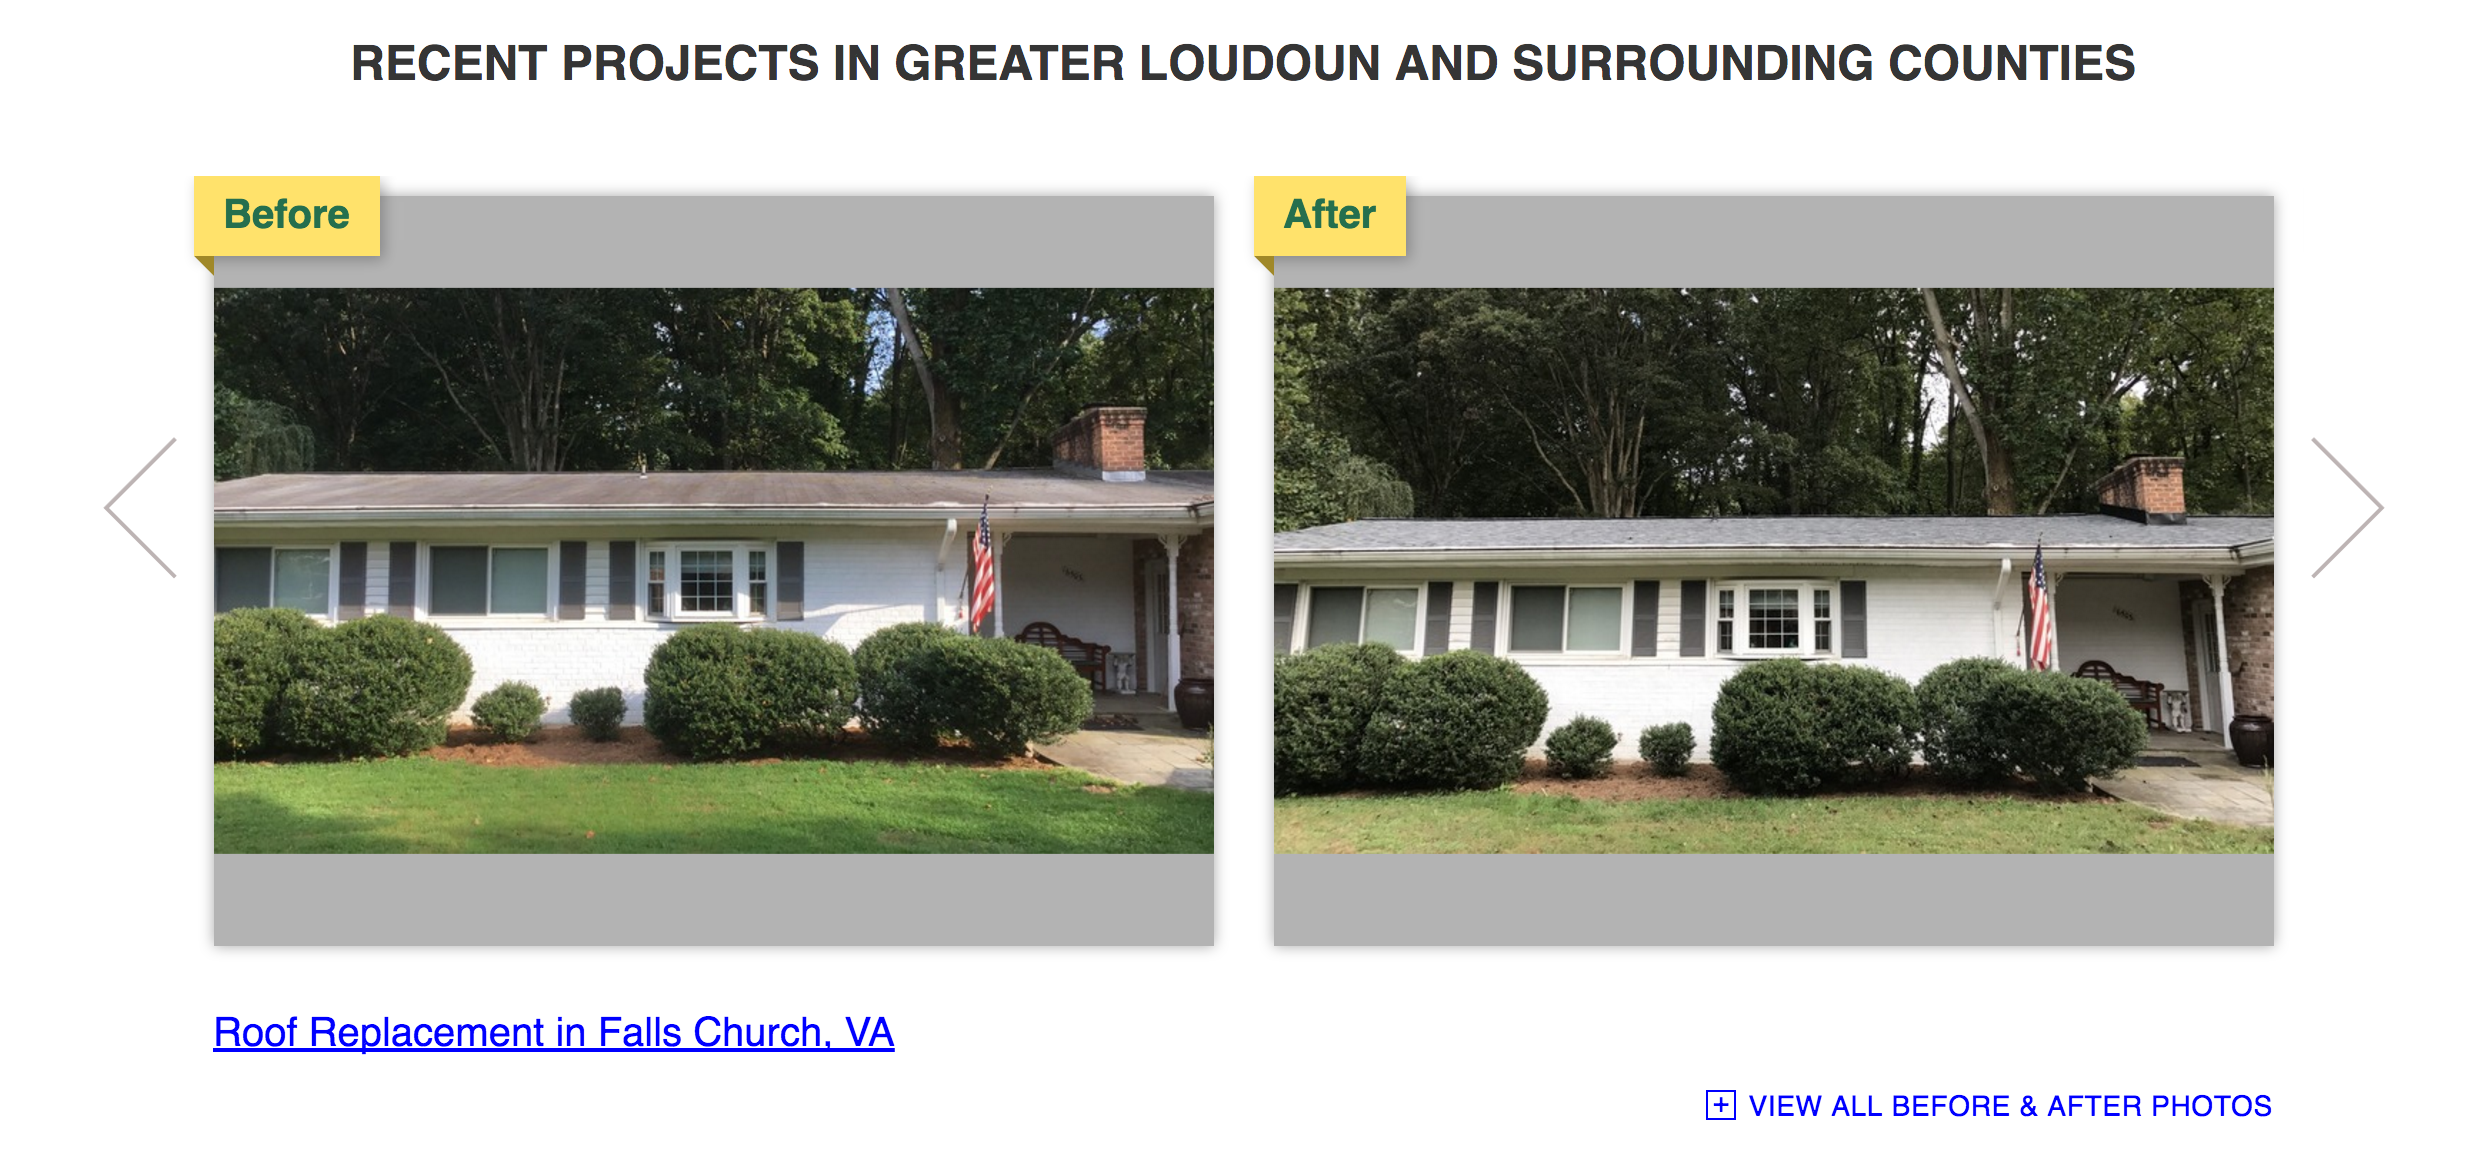 RECENT PROJECTS IN GREATER LOUDOUN AND SURROUNDING COUNTIES
Before
After
Roof Replacement in Falls Church, VA
VIEW ALL BEFORE & AFTER PHOTOS